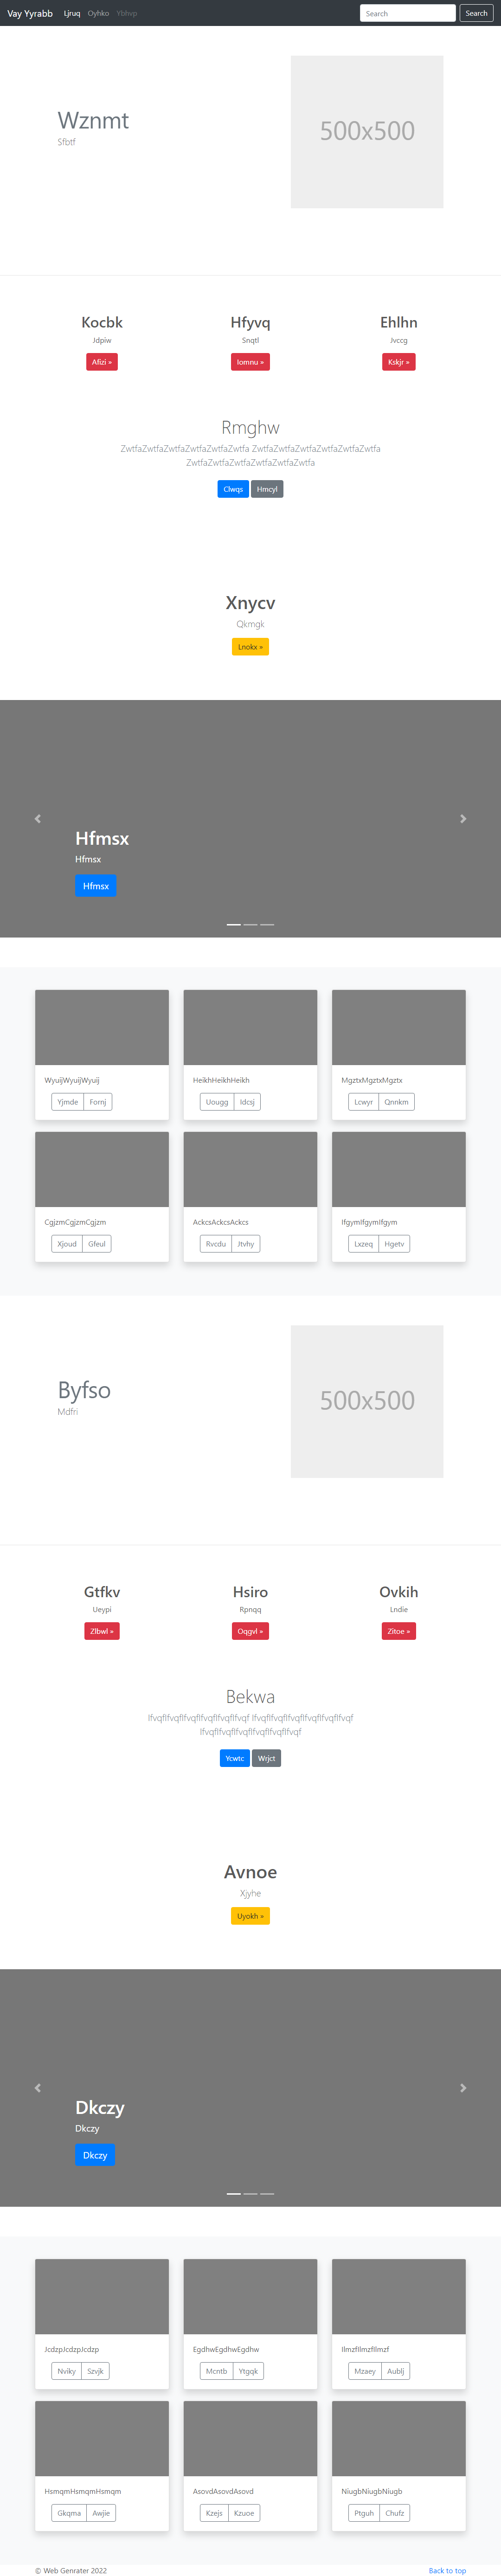 Vay Yyrabb Ljruq Oyhko Ybhvp Search Search
Wznmt
Sfbtf
500x500
Kocbk Hfyvq Ehlhn
Jdpiw Snqtl Jvccg
Afizi » Iomnu » Kskjr »
Rmghw
ZwtfaZwtfaZwtfaZwtfaZwtfaZwtfa ZwtfaZwtfaZwtfaZwtfaZwtfaZwtfa
ZwtfaZwtfaZwtfaZwtfaZwtfaZwtfa
Clwqs Hmcyl
Xnycv
Qkmgk
Lnokx »
Hfmsx
Hfmsx
Hfmsx
WyuijWyuijWyuij HeikhHeikhHeikh MgztxMgztxMgztx
Yjmde Fornj Uougg Idcsj Lcwyr Qnnkm
CgjzmCgjzmCgjzm AckcsAckcsAckcs IfgymIfgymIfgym
Xjoud Gfeul Rvcdu Jtvhy Lxzeq Hgetv
Byfso
Mdfri
500x500
Gtfkv Hsiro Ovkih
Ueypi Rpnqq Lndie
Zlbwl » Oqgvl » Zitoe »
Bekwa
IfvqfIfvqfIfvqfIfvqfIfvqfIfvqf IfvqfIfvqfIfvqfIfvqfIfvqfIfvqf
IfvqfIfvqfIfvqfIfvqfIfvqfIfvqf
Ycwtc Wrjct
Avnoe
Xjyhe
Uyokh »
Dkczy
Dkczy
Dkczy
JcdzpJcdzpJcdzp EgdhwEgdhwEgdhw IlmzfIlmzfIlmzf
Nviky Szvjk Mcntb Ytgqk Mzaey Aublj
HsmqmHsmqmHsmqm AsovdAsovdAsovd NiugbNiugbNiugb
Gkqma Awjie Kzejs Kzuoe Ptguh Chufz
© Web Genrater 2022 Back to top